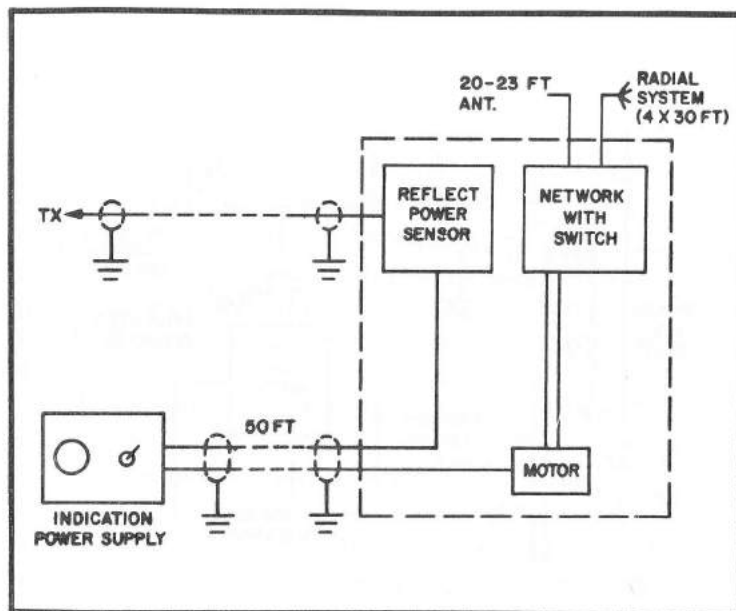 20-23 FT
ANT.
RADIAL
SYSTEM
(4 X 30 FT)
TX
REFLECT
POWER
SENSOR
NETWORK
WITH
SWITCH
50 FT
MOTOR
INDICATION
POWER SUPPLY